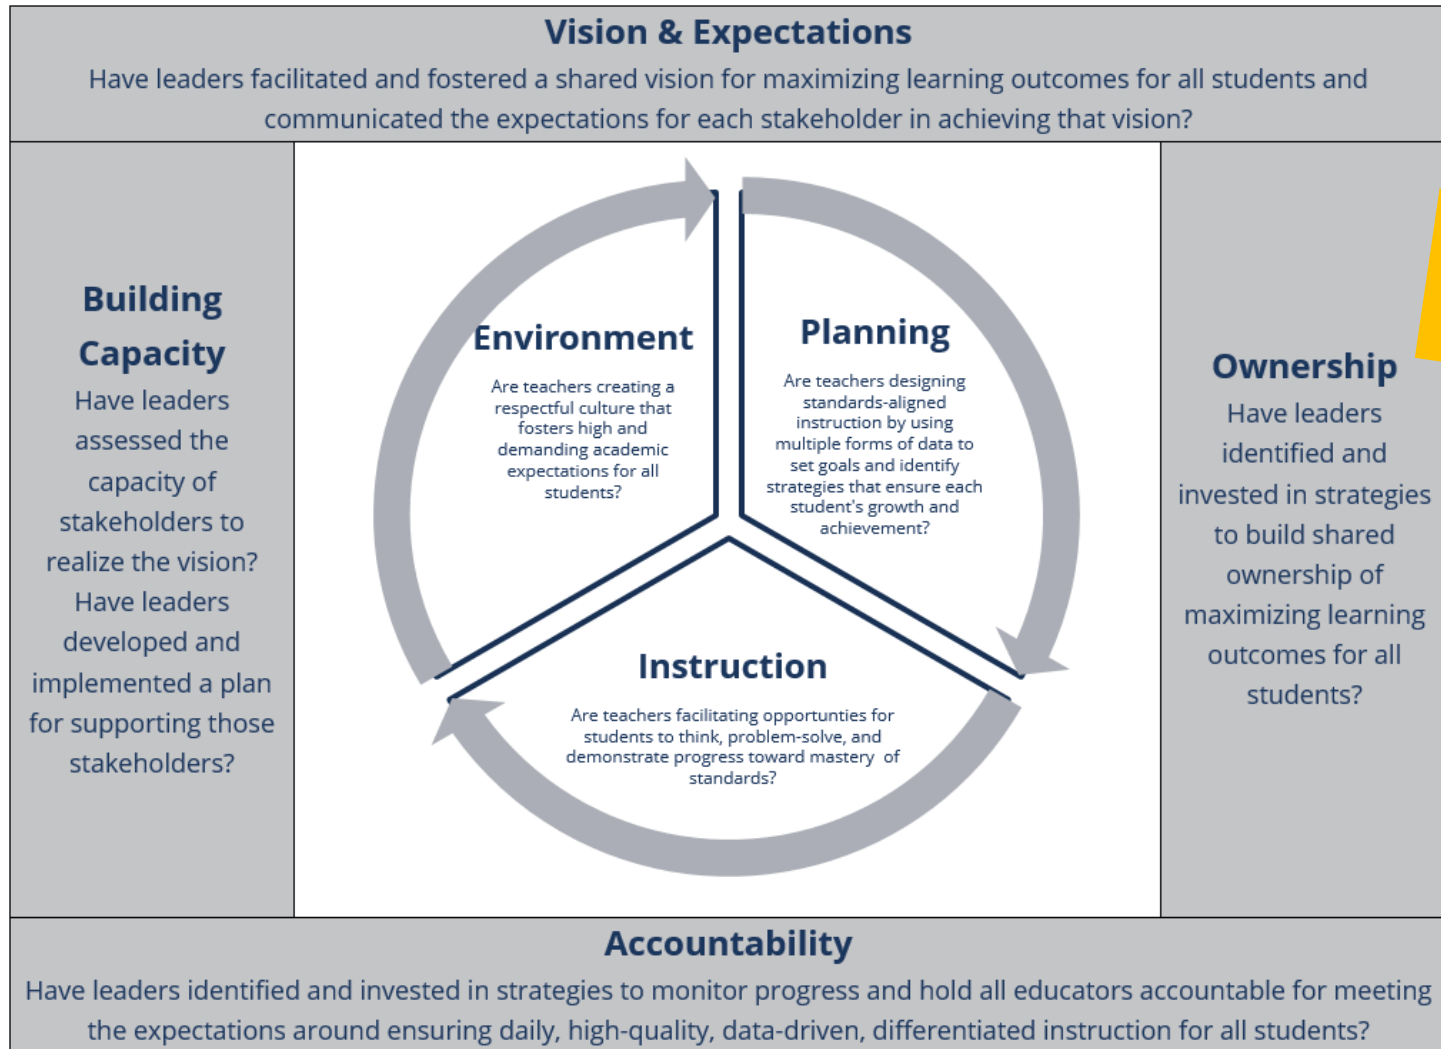 Vision & Expectations
Have leaders facilitated and fostered a shared vision for maximizing learning outcomes for all students and
communicated the expectations for each stakeholder in achieving that vision?
Building
Capacity
Have leaders
assessed the
capacity of
stakeholders to
realize the vision?
Have leaders
developed and
implemented a plan
for supporting those
stakeholders?
Environment
Are teachers creating a
respectful culture that
fosters high and
demanding academic
expectations for all
students?
Planning
Are teachers designing
standards-aligned
instruction by using
multiple forms of data to
set goals and identify
strategies that ensure each
student's growth and
achievement?
Instruction
Are teachers facilitating opportunties for
students to think, problem-solve, and
demonstrate progress toward mastery of
standards?
Ownership
Have leaders
identified and
invested in strategies
to build shared
ownership of
maximizing learning
outcomes for all
students?
Accountability
Have leaders identified and invested in strategies to monitor progress and hold all educators accountable for meeting
the expectations around ensuring daily, high-quality, data-driven, differentiated instruction for all students?